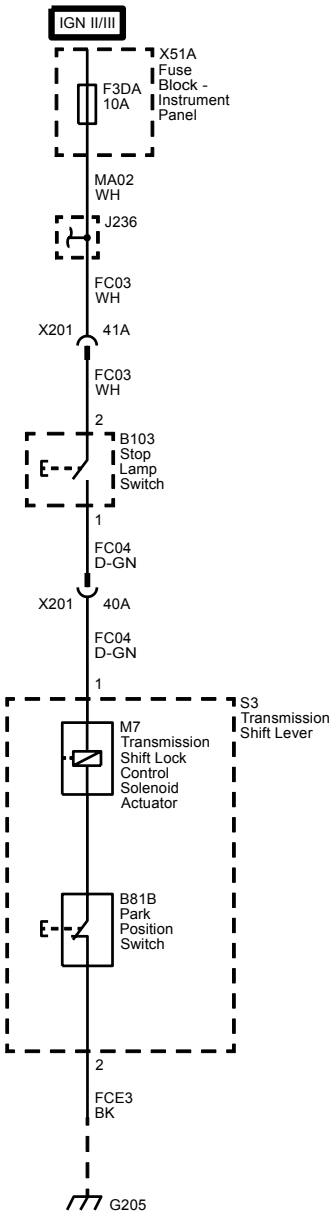 IGN II/III
X51A
Fuse
Block -
Instrument
Panel
F3DA
10A
MA02
WH
J236
FC03
WH
X201 41A
FC03
WH
2
B103
Stop
Lamp
Switch
1
FC04
D-GN
X201 40A
FC04
D-GN
1
S3
Transmission
Shift Lever
M7
Transmission
Shift Lock
Control
Solenoid
Actuator
B81B
Park
Position
Switch
2
FCE3
BK
G205